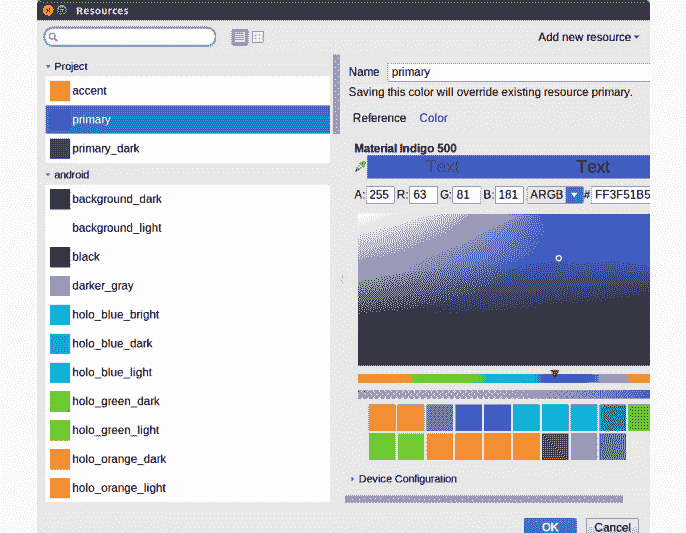 Resources
Add new resource
Project
accent
primary
primary_dark
android
background_dark
background_light
black
darker_gray
holo_blue_bright
holo_blue_dark
holo_blue_light
holo_green_dark
holo_green_light
holo_orange_dark
holo_orange_light
Name primary
Saving this color will override existing resource primary.
Reference Color
Material Indigo 500
Text Text
A: 255 R: 63 G: 81 B: 181 ARGB # FF3F51B5
Device Configuration
OK Cancel